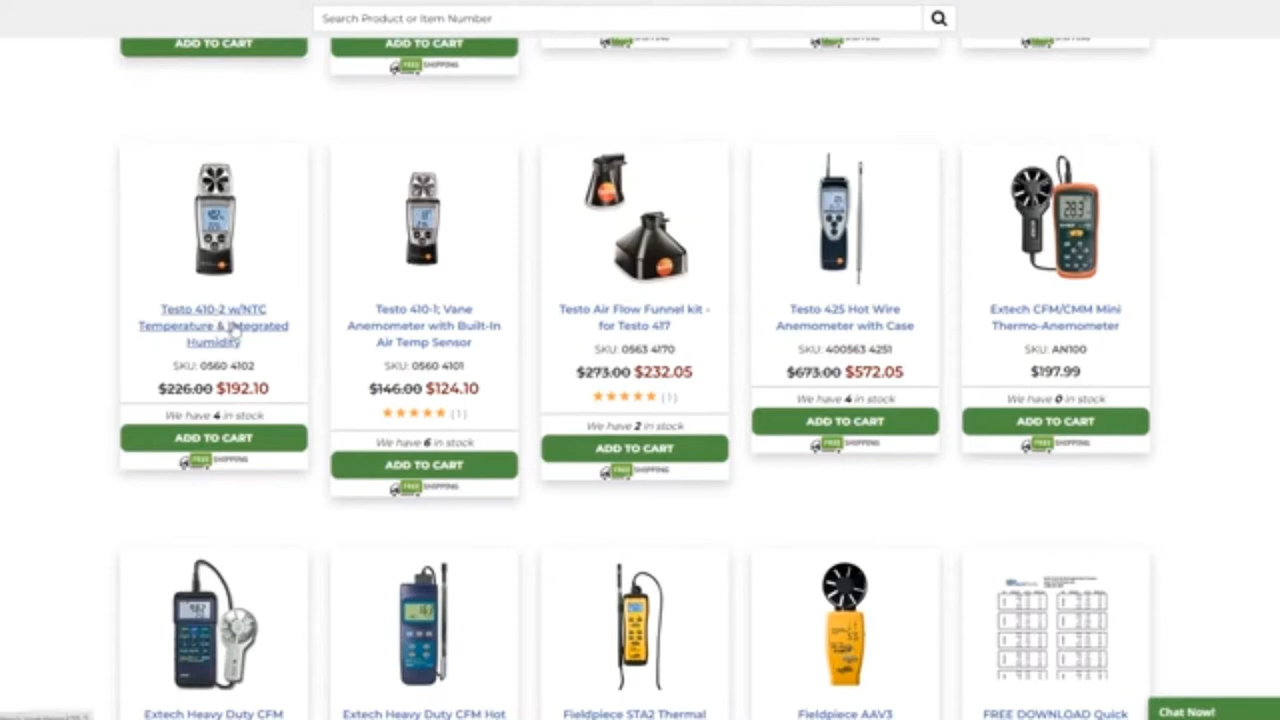 Search Product or Item Number
ADD TO CART
ADD TO CART
FREE SHIPPING
Testo 410-2 w/NTC
Temperature & Integrated
Humidity
SKU: 0560 4102
$226.00 $192.10
We have 4 in stock
ADD TO CART
FREE SHIPPING
Testo 410-1; Vane
Anemometer with Built-In
Air Temp Sensor
SKU: 0560 4101
$146.00 $124.10
(1)
We have 6 in stock
ADD TO CART
FREE SHIPPING
Testo Air Flow Funnel kit -
for Testo 417
SKU: 0563 4170
$273.00 $232.05
(1)
We have 2 in stock
ADD TO CART
FREE SHIPPING
Testo 425 Hot Wire
Anemometer with Case
SKU: 400563 4251
$673.00 $572.05
We have 4 in stock
ADD TO CART
FREE SHIPPING
Extech CFM/CMM Mini
Thermo-Anemometer
SKU: AN100
$197.99
We have 0 in stock
ADD TO CART
FREE SHIPPING
Extech Heavy Duty CFM
Extech Heavy Duty CFM Hot
Fieldpiece STA2 Thermal
Fieldpiece AAV3
FREE DOWNLOAD Quick
Chat Now!